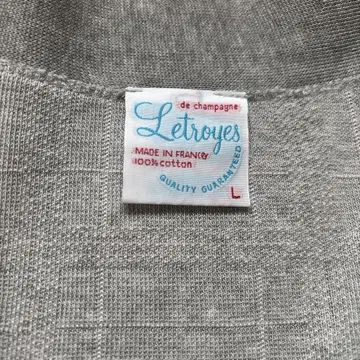 de champagne
Letroyes
MADE IN FRANCE
100% cotton
QUALITY GUARANTEED
L